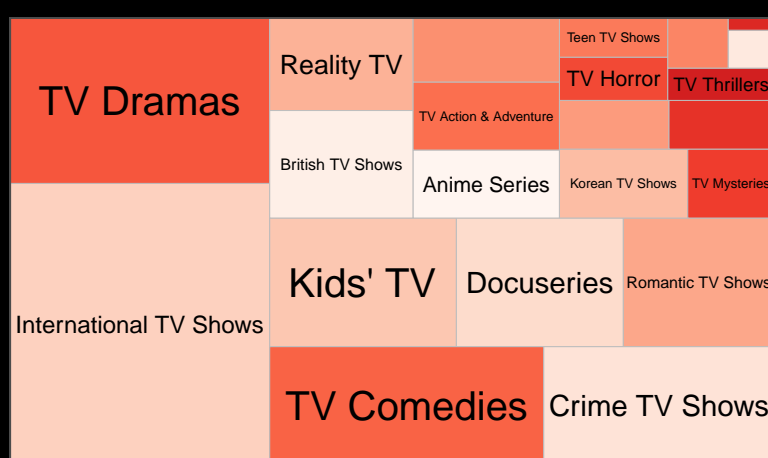 TV Dramas
International TV Shows
Reality TV
British TV Shows
TV Action & Adventure
Anime Series
Teen TV Shows
TV Horror
TV Thrillers
Korean TV Shows
TV Mysteries
Kids' TV
Docuseries
Romantic TV Shows
TV Comedies
Crime TV Shows